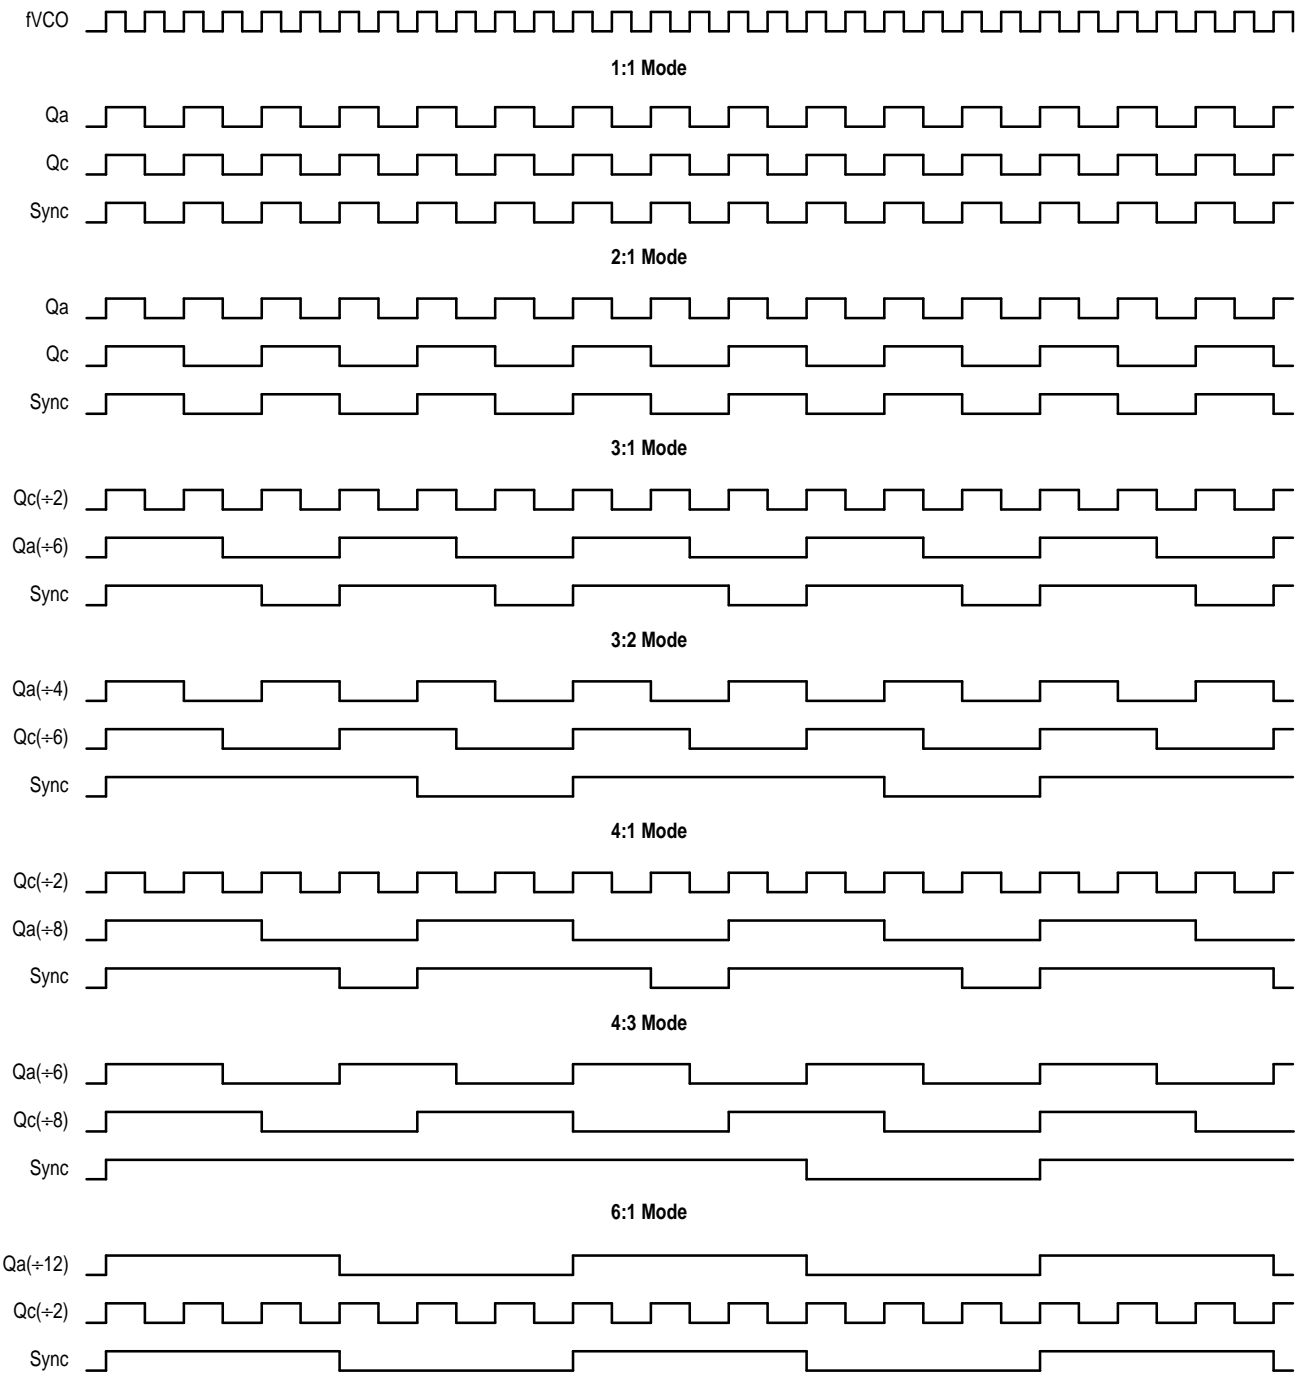 fVCO
1:1 Mode
Qa
Qc
Sync
2:1 Mode
Qa
Qc
Sync
3:1 Mode
Qc(÷2)
Qa(÷6)
Sync
3:2 Mode
Qa(÷4)
Qc(÷6)
Sync
4:1 Mode
Qc(÷2)
Qa(÷8)
Sync
4:3 Mode
Qa(÷6)
Qc(÷8)
Sync
6:1 Mode
Qa(÷12)
Qc(÷2)
Sync